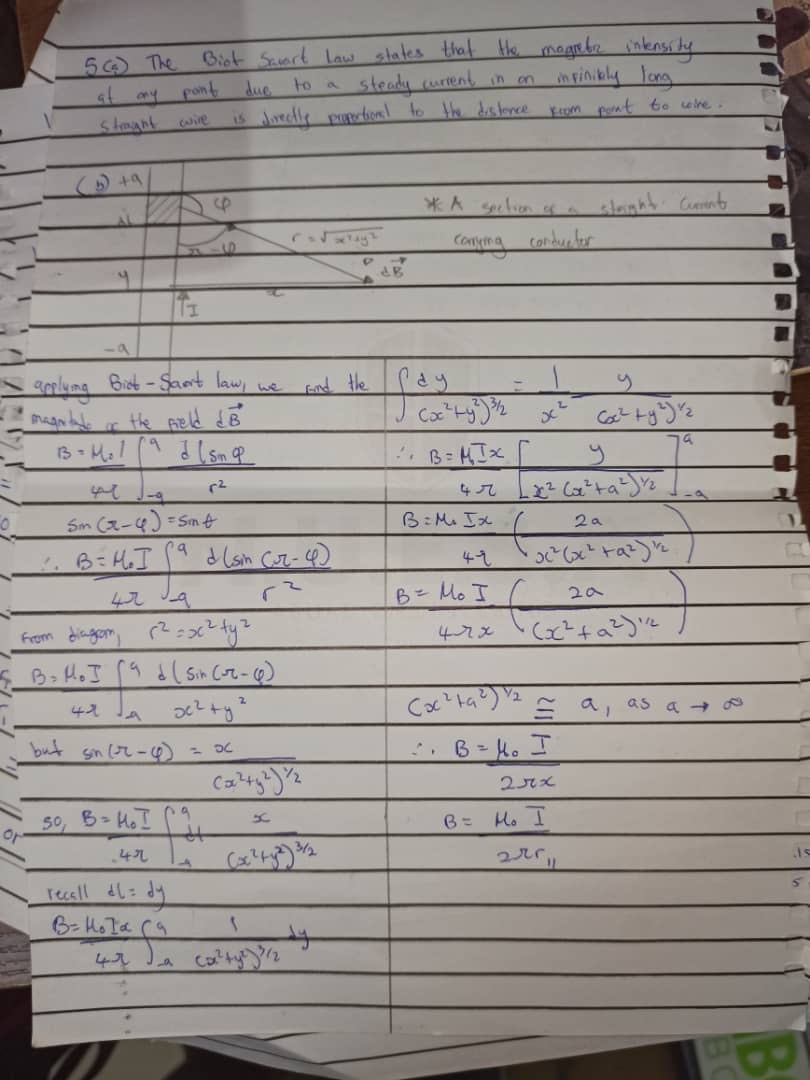 5(a) The Biot Savart Law states that the magnetic intensity
at any point due to a steady current in an infinibly long
straight wire is directly proportional to the distance from point to wire.
(b) +a
φ
dl
π-φ
r = √x²+y²
* A section of a straight current
carrying conductor
y
x
P
dB⃗
I
-a
applying Biot-Savart law, we find the
magnitude of the field dB⃗
B = μ₀I/4π ∫₋ₐᵃ dl sinφ / r²
sin(π-φ) = sinθ
∴ B = μ₀I/4π ∫₋ₐᵃ dl sin(π-φ) / r²
From diagram, r² = x²+y²
B = μ₀I/4π ∫₋ₐᵃ dl sin(π-φ) / x²+y²
but sin(π-φ) = x / (x²+y²)^1/2
so, B = μ₀I/4π ∫₋ₐᵃ dl x / (x²+y²)^3/2
recall dl = dy
B = μ₀Ix/4π ∫₋ₐᵃ 1/(x²+y²)^3/2 dy
∫ dy/(x²+y²)^3/2 = 1/x² y/(x²+y²)^1/2
∴ B = μ₀Ix/4π [y / x²(x²+a²)^1/2]₋ₐᵃ
B = μ₀Ix/4π (2a / x²(x²+a²)^1/2)
B = μ₀I/4πx (2a / (x²+a²)^1/2)
(x²+a²)^1/2 ≅ a, as a → ∞
∴ B = μ₀I/2πx
B = μ₀I/2πr,,